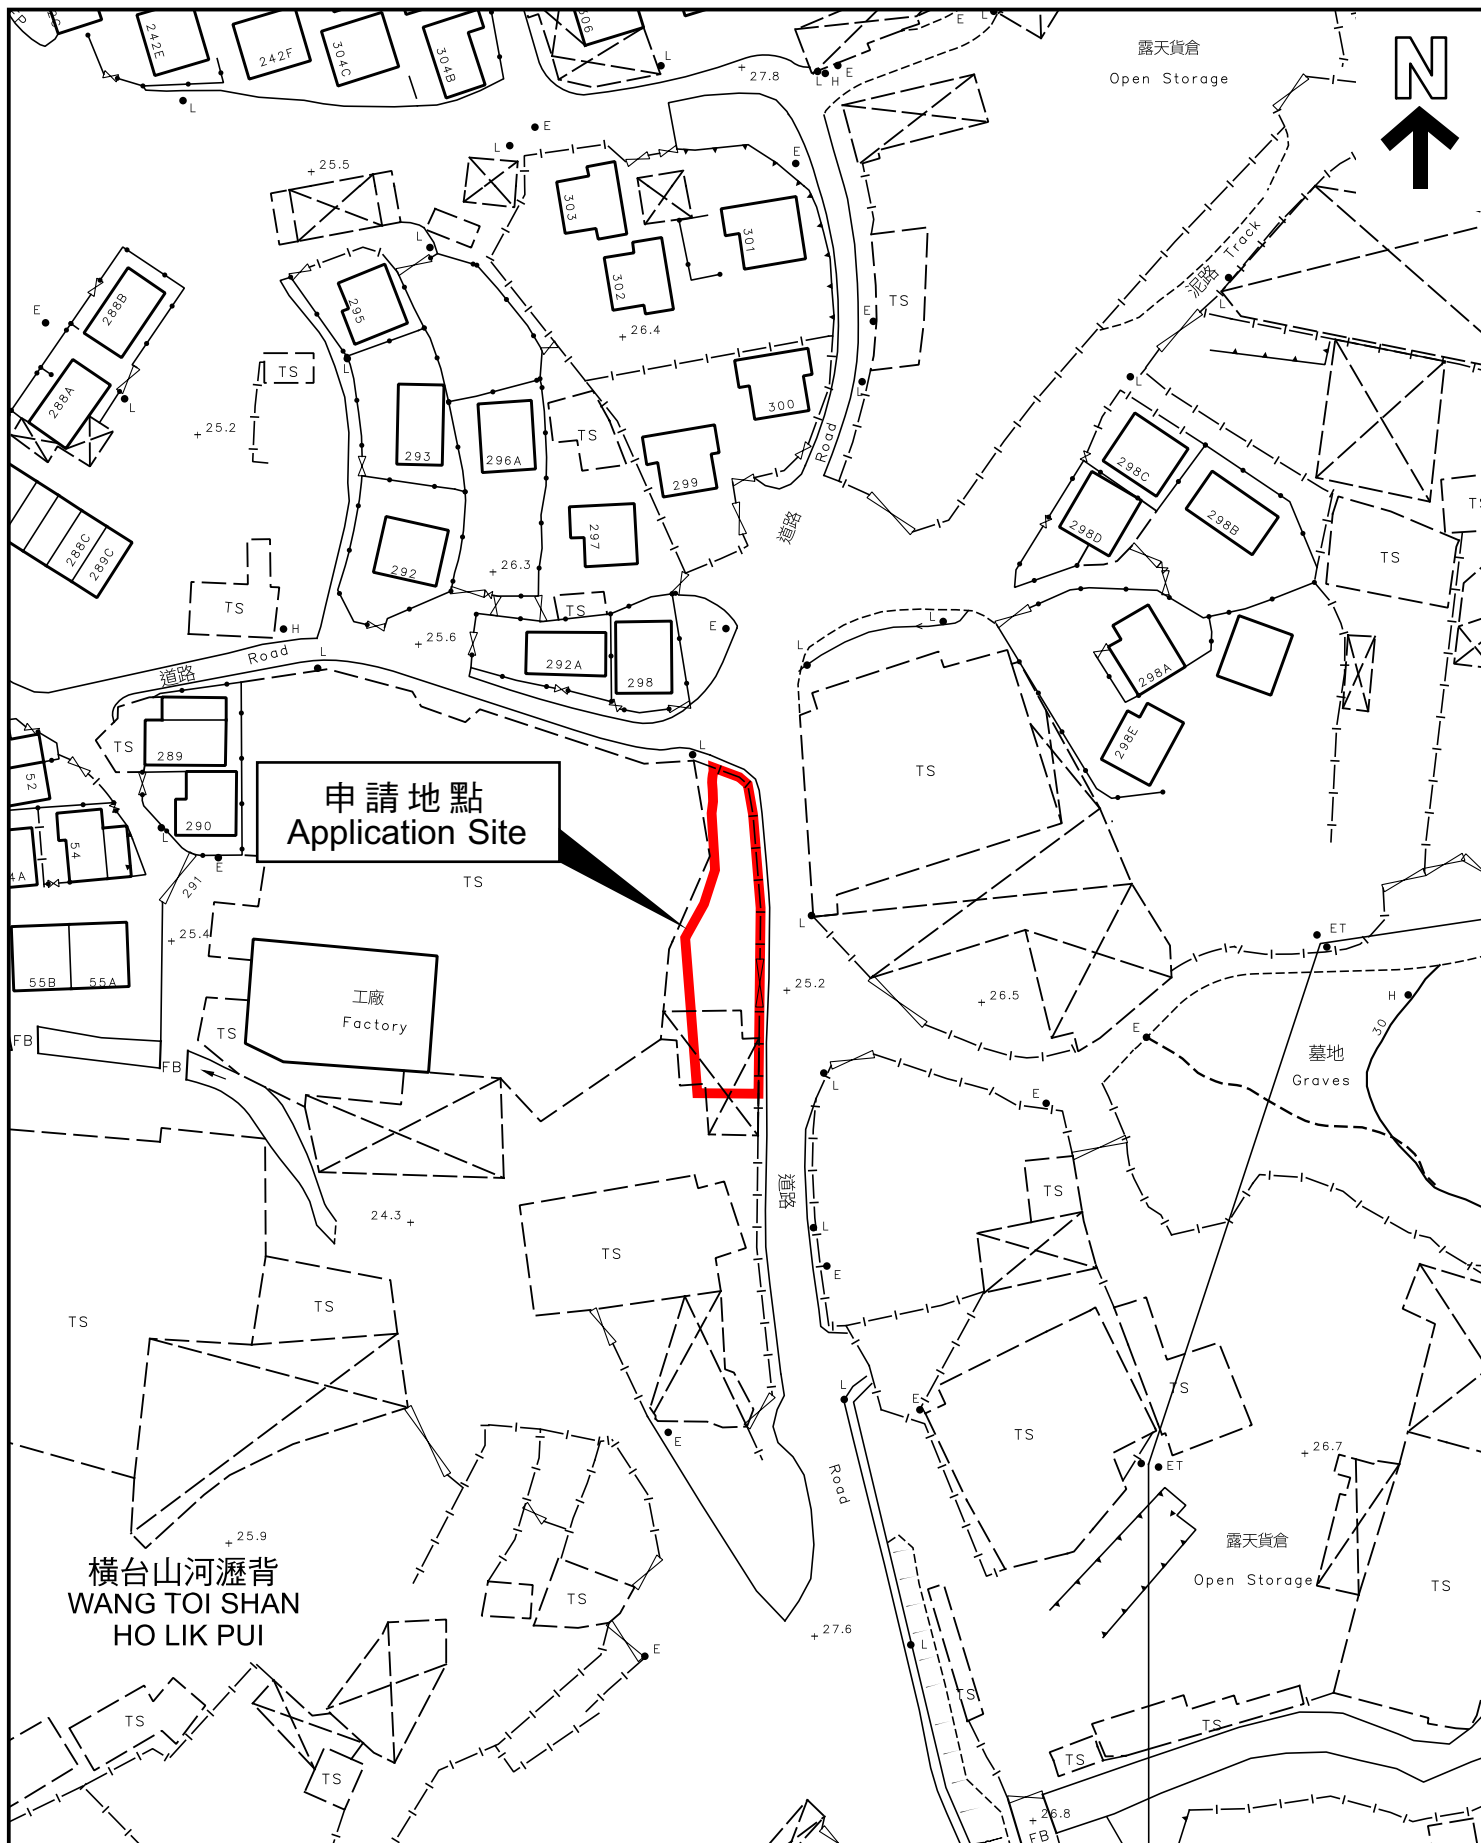 242E
242F
304C
304B
306
27.8
L
H
E
E
L
露天貨倉
Open Storage
N
L
L
E
L
25.5
303
302
301
E
26.4
TS
E
L
泥路 Track
L
L
288B
E
288A
L
295
L
L
TS
25.2
293
296A
TS
299
300
Road
道路
297
292
26.3
TS
288C
289C
TS
H
25.6
292A
298
E
道路 Road
L
298C
298D
298B
TS
L
L
298A
298E
TS
289
290
TS
L
E
291
52
54
4A
L
申請地點
Application Site
TS
TS
25.4
55B
55A
FB
FB
工廠
Factory
TS
25.2
26.5
L
ET
H
30
E
墓地
Graves
L
E
TS
道路
L
E
24.3
TS
TS
TS
TS
L
E
TS
ET
26.7
E
Road
露天貨倉
Open Storage
TS
25.9
橫台山河瀝背
WANG TOI SHAN
HO LIK PUI
TS
E
27.6
L
TS
TS
TS
TS
TS
26.8
FB